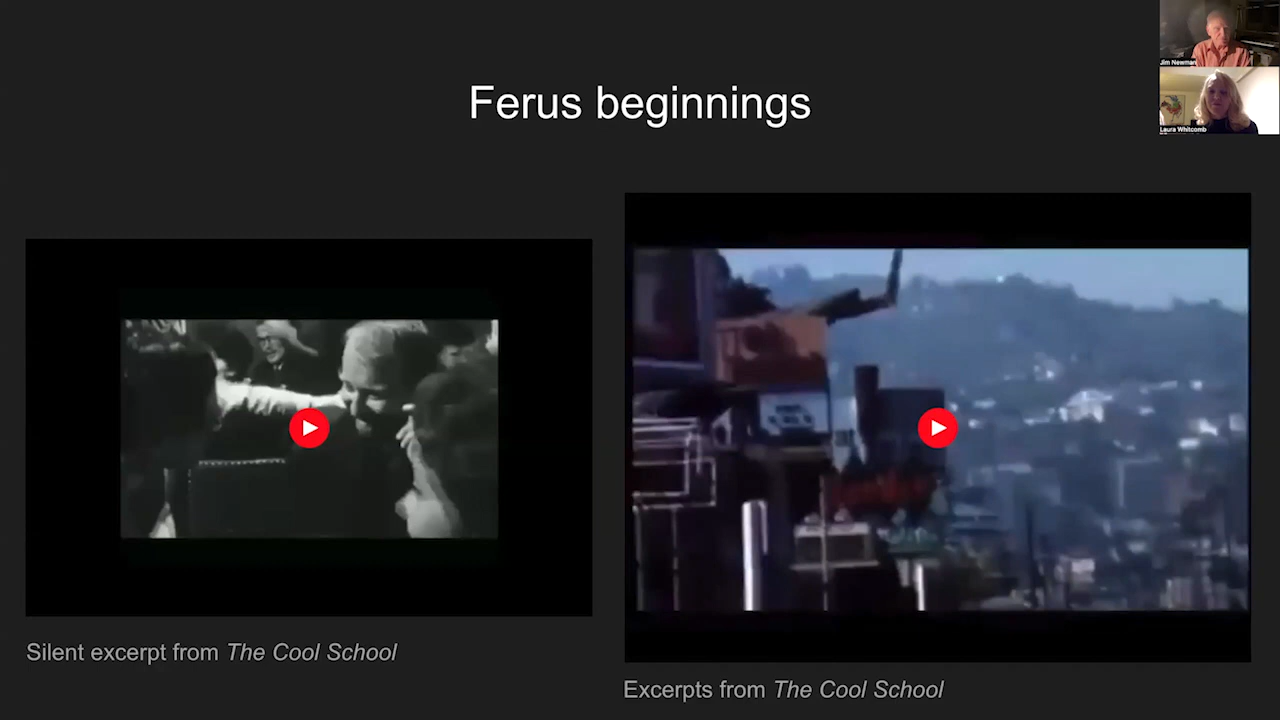 Ferus beginnings
Jim Newman
Laura Whitcomb
Silent excerpt from The Cool School
Excerpts from The Cool School